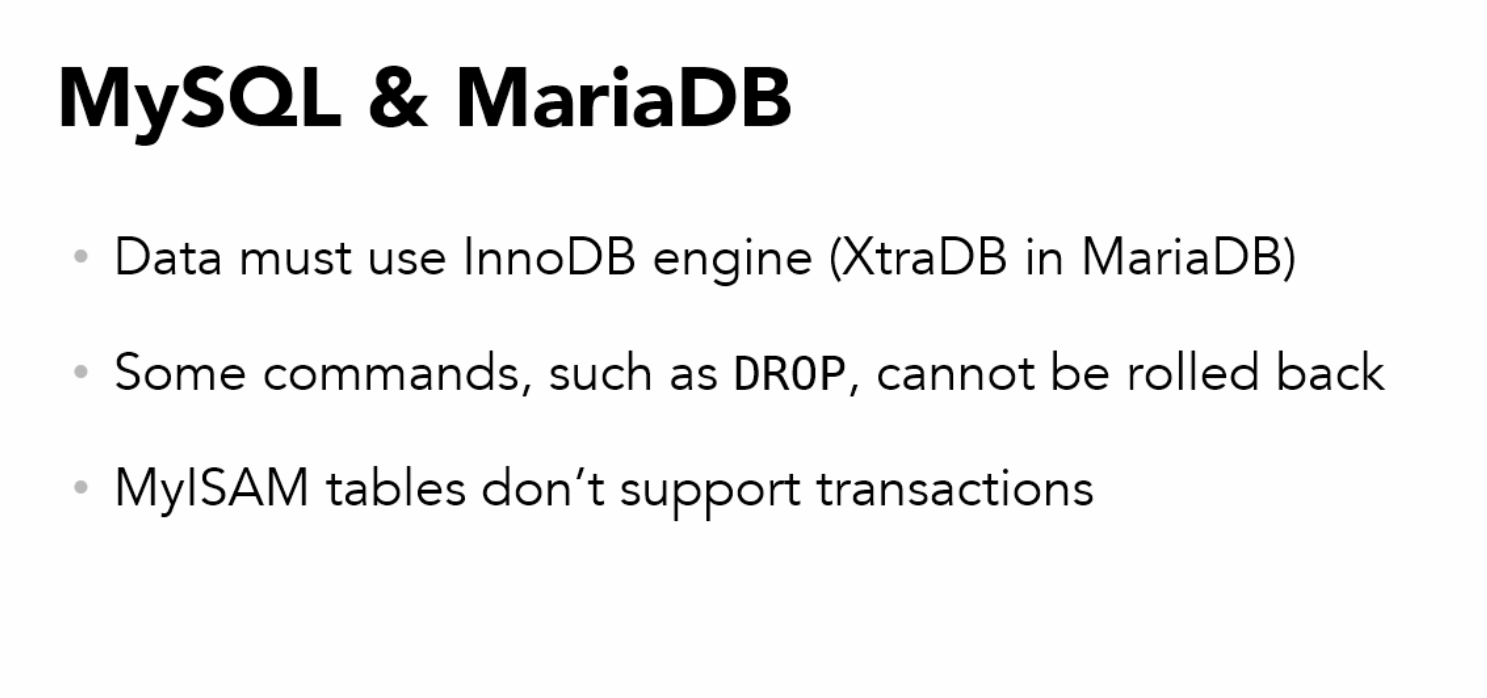 MySQL & MariaDB
• Data must use InnoDB engine (XtraDB in MariaDB)
• Some commands, such as DROP, cannot be rolled back
• MyISAM tables don’t support transactions